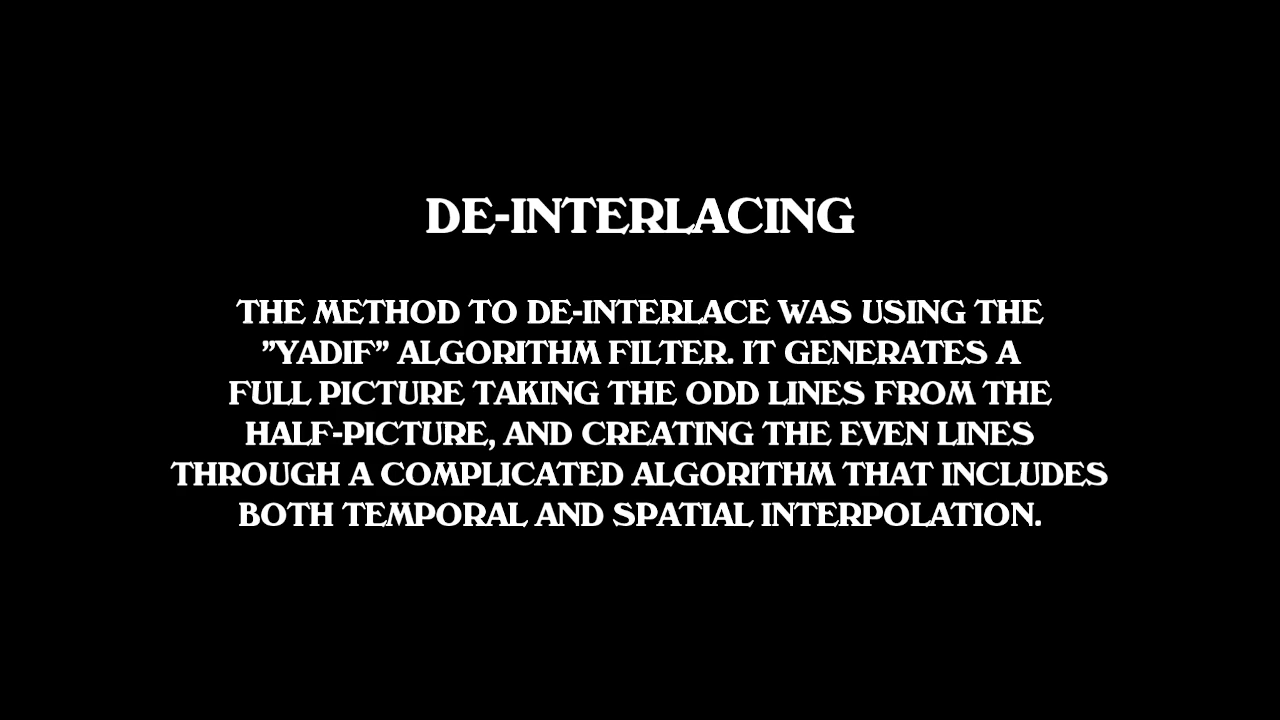 DE-INTERLACING
THE METHOD TO DE-INTERLACE WAS USING THE
”YADIF” ALGORITHM FILTER. IT GENERATES A
FULL PICTURE TAKING THE ODD LINES FROM THE
HALF-PICTURE, AND CREATING THE EVEN LINES
THROUGH A COMPLICATED ALGORITHM THAT INCLUDES
BOTH TEMPORAL AND SPATIAL INTERPOLATION.